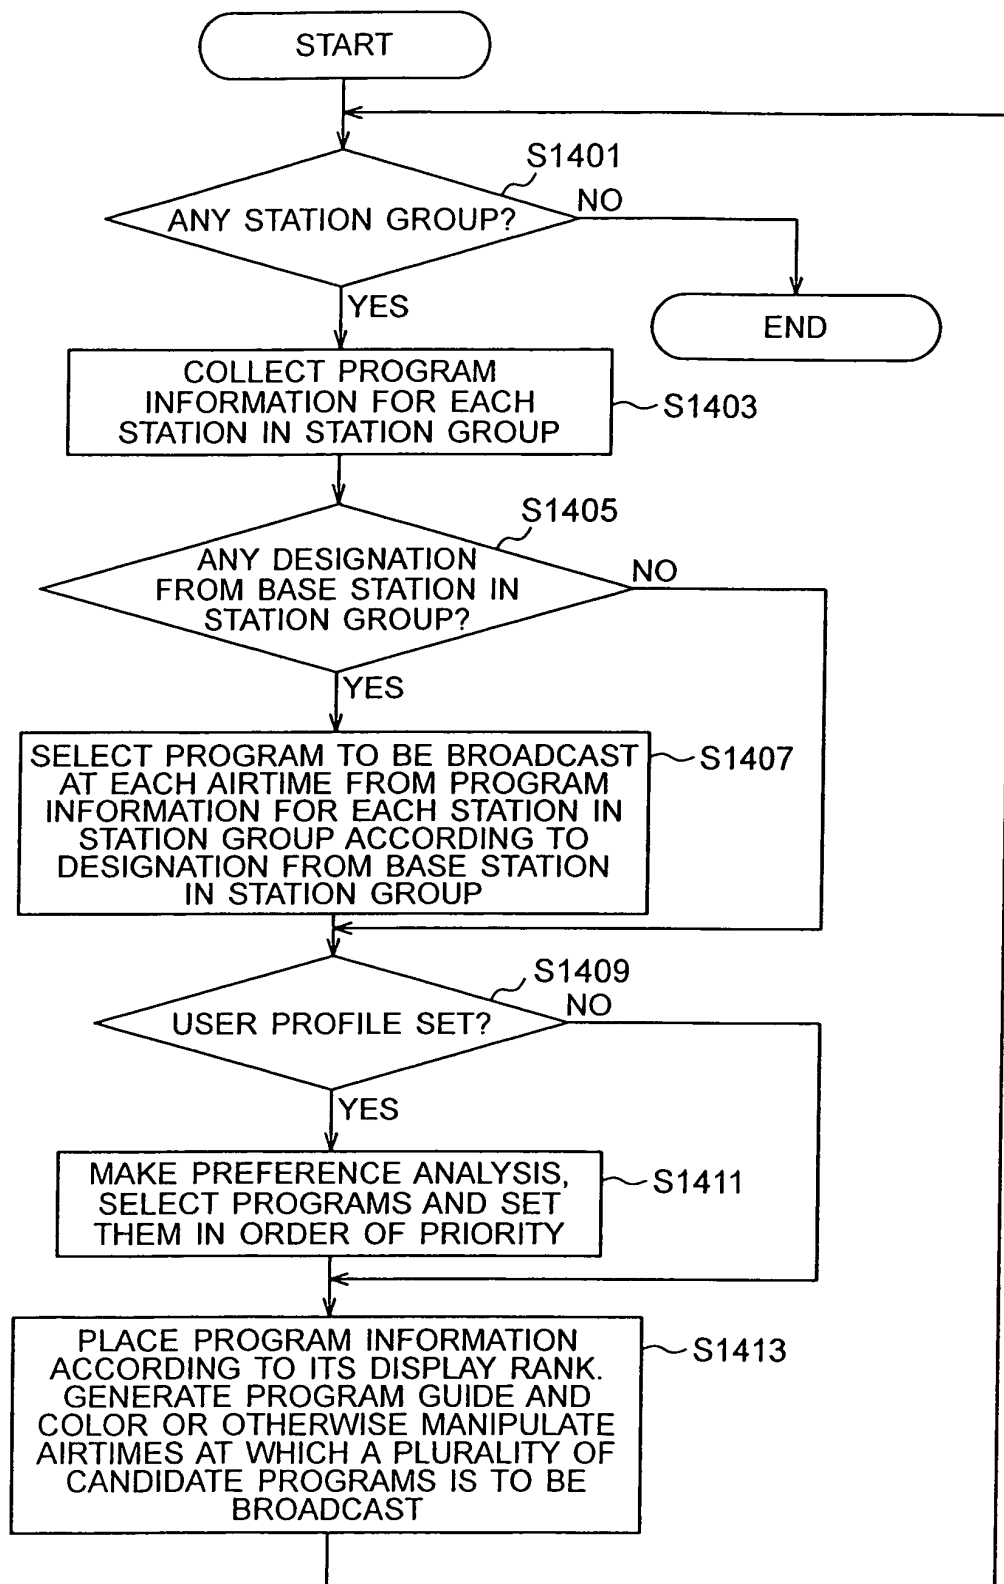 START
S1401
ANY STATION GROUP?
NO
YES
END
COLLECT PROGRAM
INFORMATION FOR EACH
STATION IN STATION GROUP
S1403
S1405
ANY DESIGNATION
FROM BASE STATION IN
STATION GROUP?
NO
YES
SELECT PROGRAM TO BE BROADCAST
AT EACH AIRTIME FROM PROGRAM
INFORMATION FOR EACH STATION IN
STATION GROUP ACCORDING TO
DESIGNATION FROM BASE STATION
IN STATION GROUP
S1407
S1409
USER PROFILE SET?
NO
YES
MAKE PREFERENCE ANALYSIS,
SELECT PROGRAMS AND SET
THEM IN ORDER OF PRIORITY
S1411
PLACE PROGRAM INFORMATION
ACCORDING TO ITS DISPLAY RANK.
GENERATE PROGRAM GUIDE AND
COLOR OR OTHERWISE MANIPULATE
AIRTIMES AT WHICH A PLURALITY OF
CANDIDATE PROGRAMS IS TO BE
BROADCAST
S1413